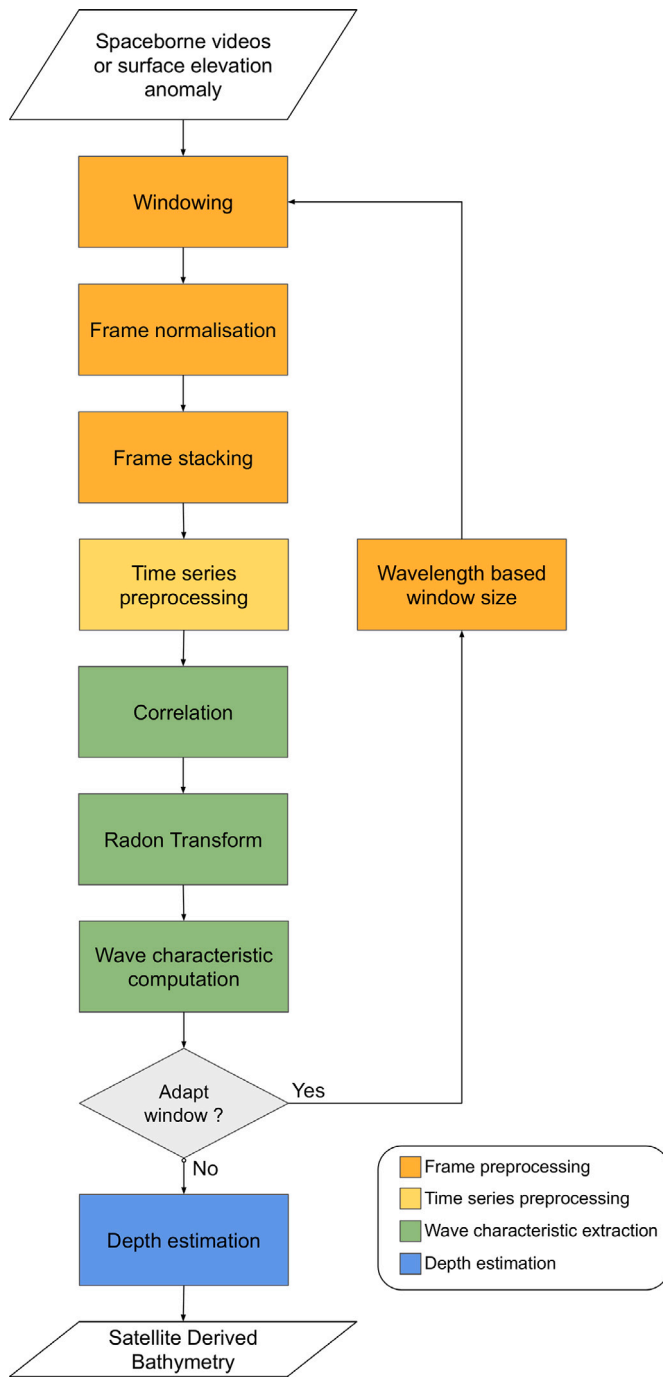 Spaceborne videos
or surface elevation
anomaly
Windowing
Frame normalisation
Frame stacking
Time series
preprocessing
Wavelength based
window size
Correlation
Radon Transform
Wave characteristic
computation
Adapt
window ?
Yes
No
Depth estimation
Satellite Derived
Bathymetry
Frame preprocessing
Time series preprocessing
Wave characteristic extraction
Depth estimation